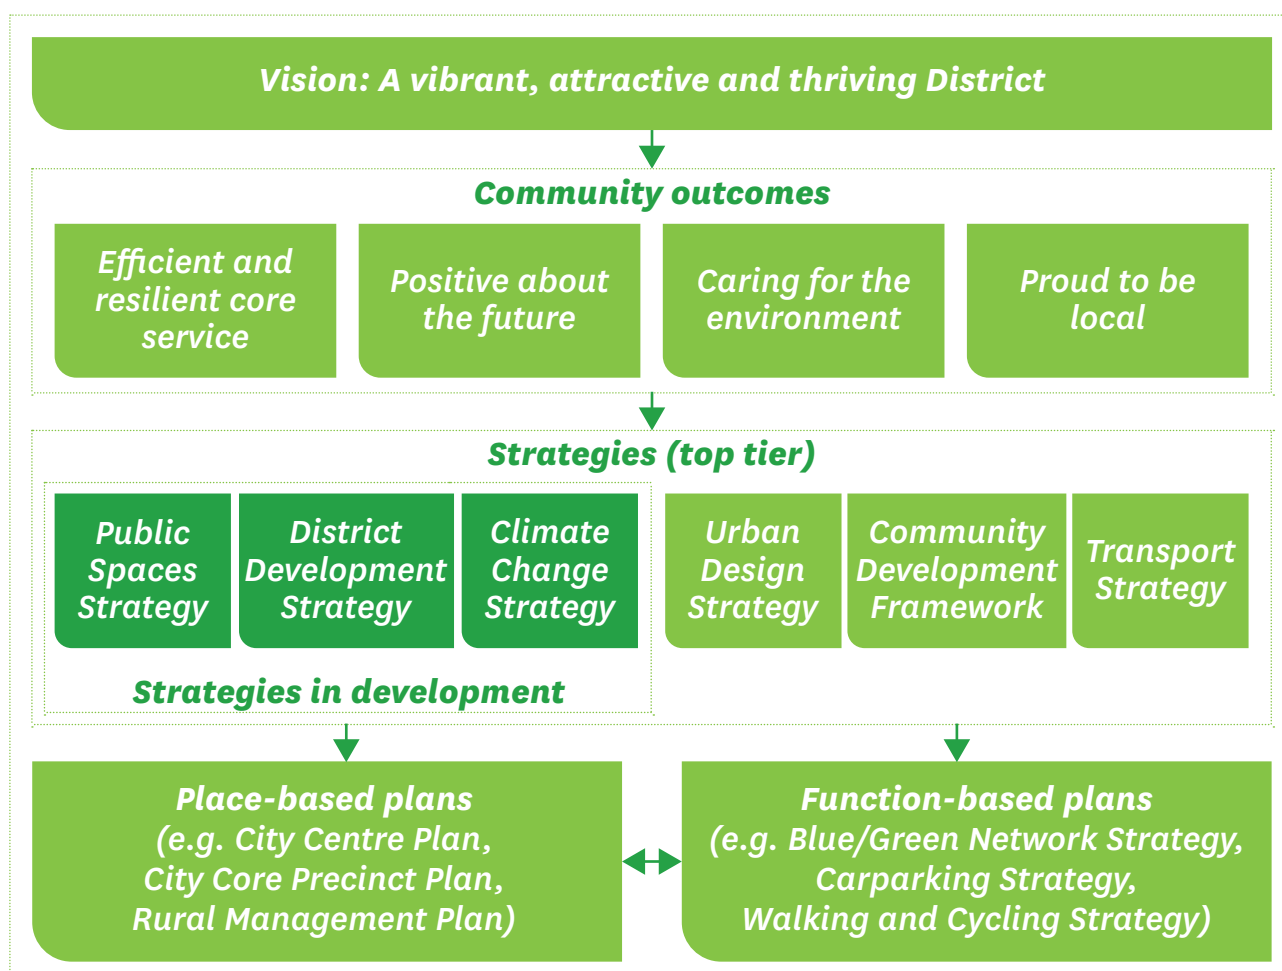 Vision: A vibrant, attractive and thriving District
Community outcomes
Efficient and
resilient core
service
Positive about
the future
Caring for the
environment
Proud to be
local
Strategies (top tier)
Public
Spaces
Strategy
District
Development
Strategy
Climate
Change
Strategy
Urban
Design
Strategy
Community
Development
Framework
Transport
Strategy
Strategies in development
Place-based plans
(e.g. City Centre Plan,
City Core Precinct Plan,
Rural Management Plan)
Function-based plans
(e.g. Blue/Green Network Strategy,
Carparking Strategy,
Walking and Cycling Strategy)